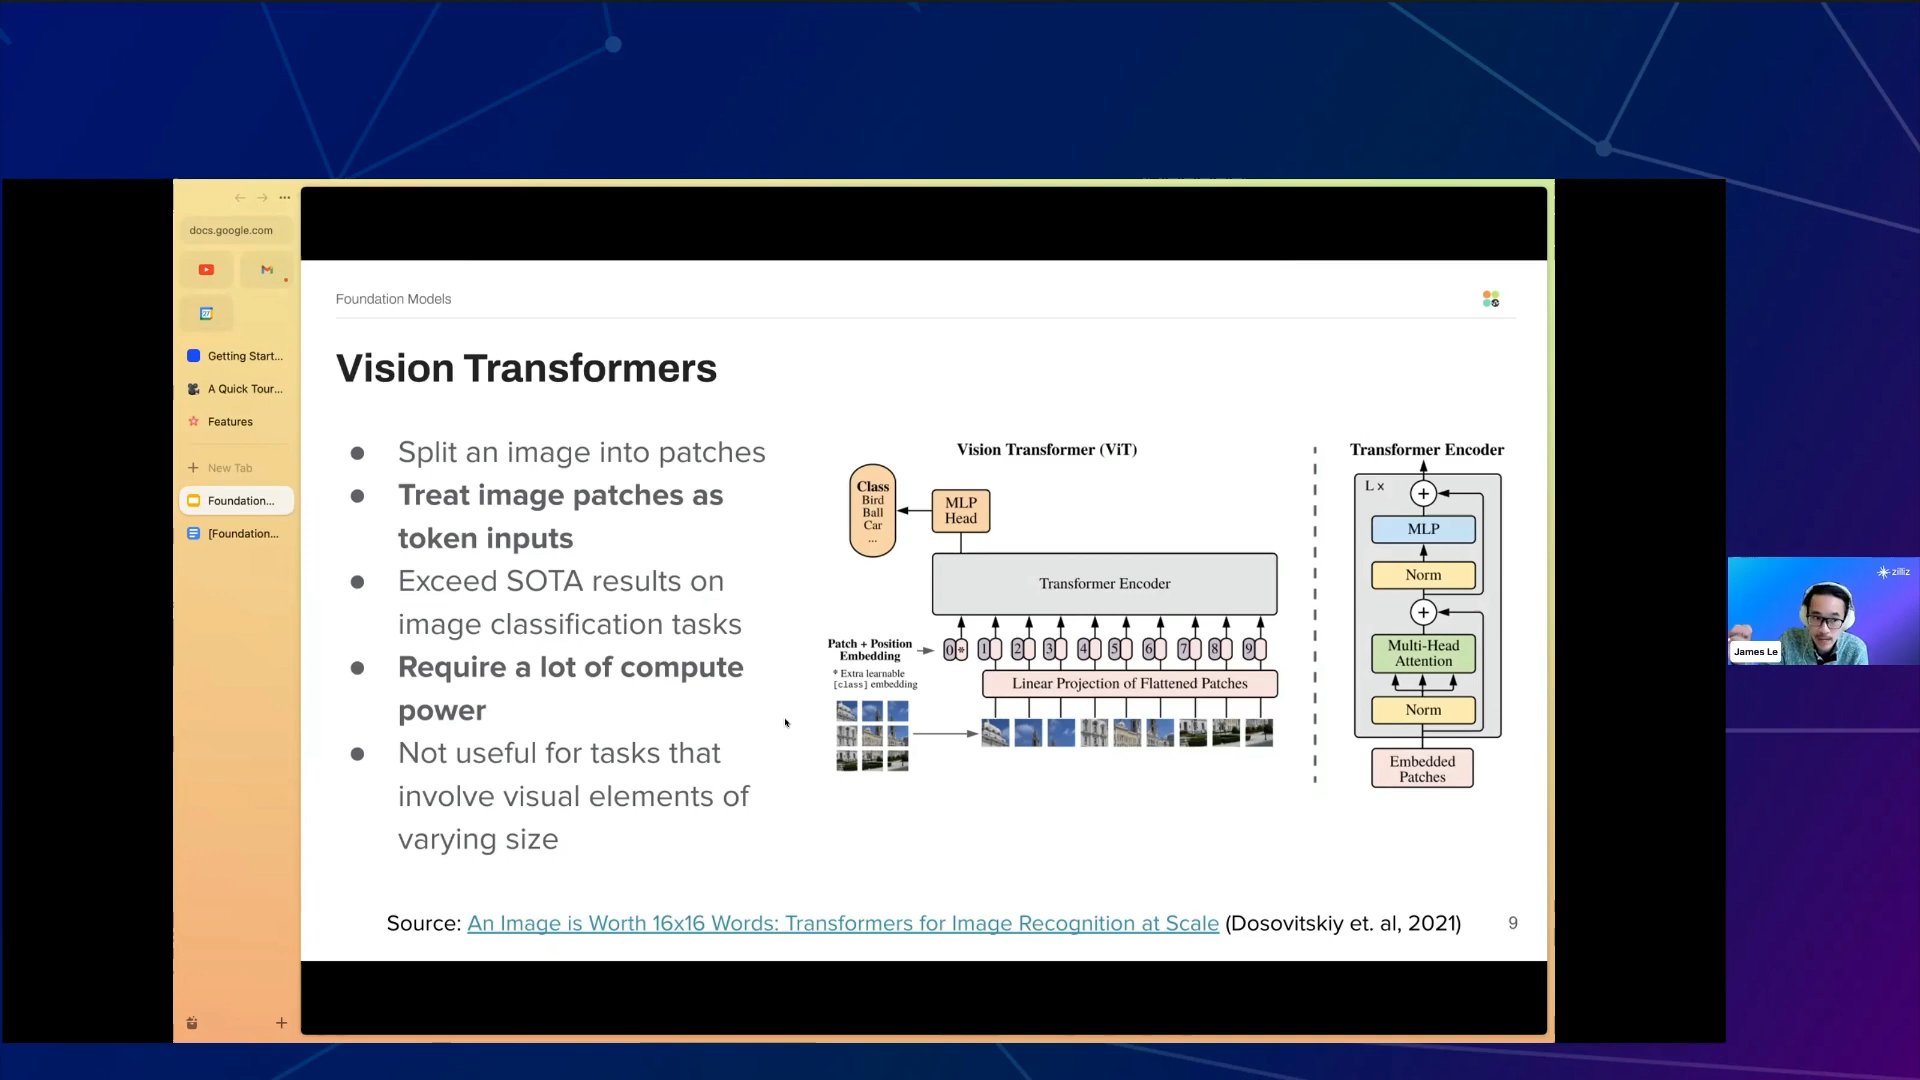 docs.google.com
27
Getting Start...
A Quick Tour...
Features
New Tab
Foundation...
[Foundation...
Foundation Models
Vision Transformers
● Split an image into patches
● Treat image patches as
token inputs
● Exceed SOTA results on
image classification tasks
● Require a lot of compute
power
● Not useful for tasks that
involve visual elements of
varying size
Vision Transformer (ViT)
Class
Bird
Ball
Car
...
MLP
Head
Transformer Encoder
Patch + Position
Embedding
* Extra learnable
[class] embedding
0 * 1 2 3 4 5 6 7 8 9
Linear Projection of Flattened Patches
Transformer Encoder
L x
+
MLP
Norm
+
Multi-Head
Attention
Norm
Embedded
Patches
Source: An Image is Worth 16x16 Words: Transformers for Image Recognition at Scale (Dosovitskiy et. al, 2021)
9
zilliz
James Le